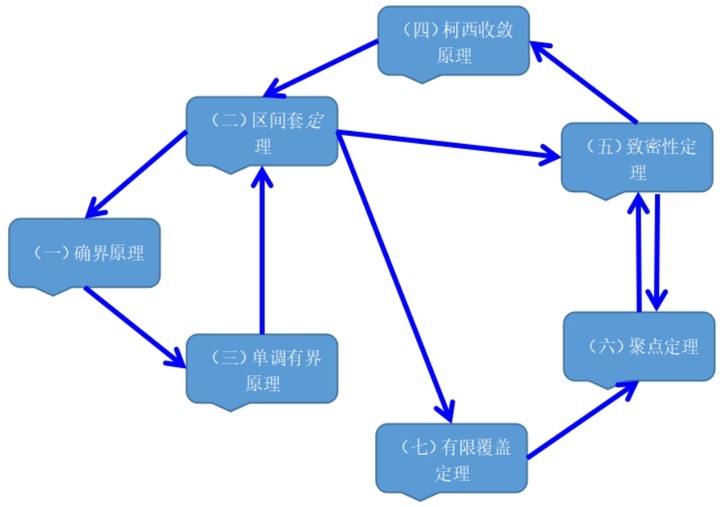 （四）柯西收敛
原理
（二）区间套定
理
（五）致密性定
理
（一）确界原理
（三）单调有界
原理
（六）聚点定理
（七）有限覆盖
定理